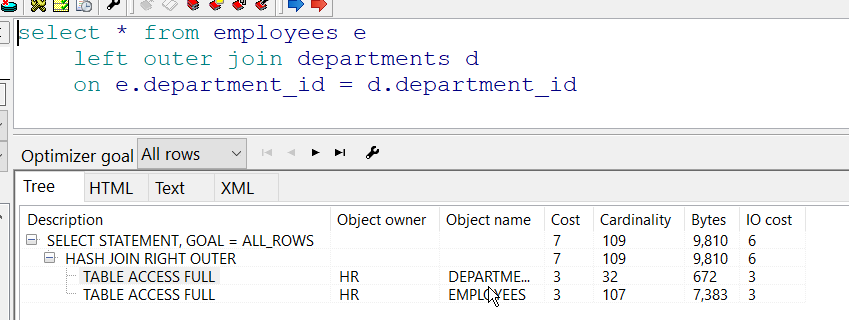 select * from employees e
left outer join departments d
on e.department_id = d.department_id
Optimizer goal All rows
Tree HTML Text XML
Description Object owner Object name Cost Cardinality Bytes IO cost
SELECT STATEMENT, GOAL = ALL_ROWS 7 109 9,810 6
HASH JOIN RIGHT OUTER 7 109 9,810 6
TABLE ACCESS FULL HR DEPARTME... 3 32 672 3
TABLE ACCESS FULL HR EMPLOYEES 3 107 7,383 3